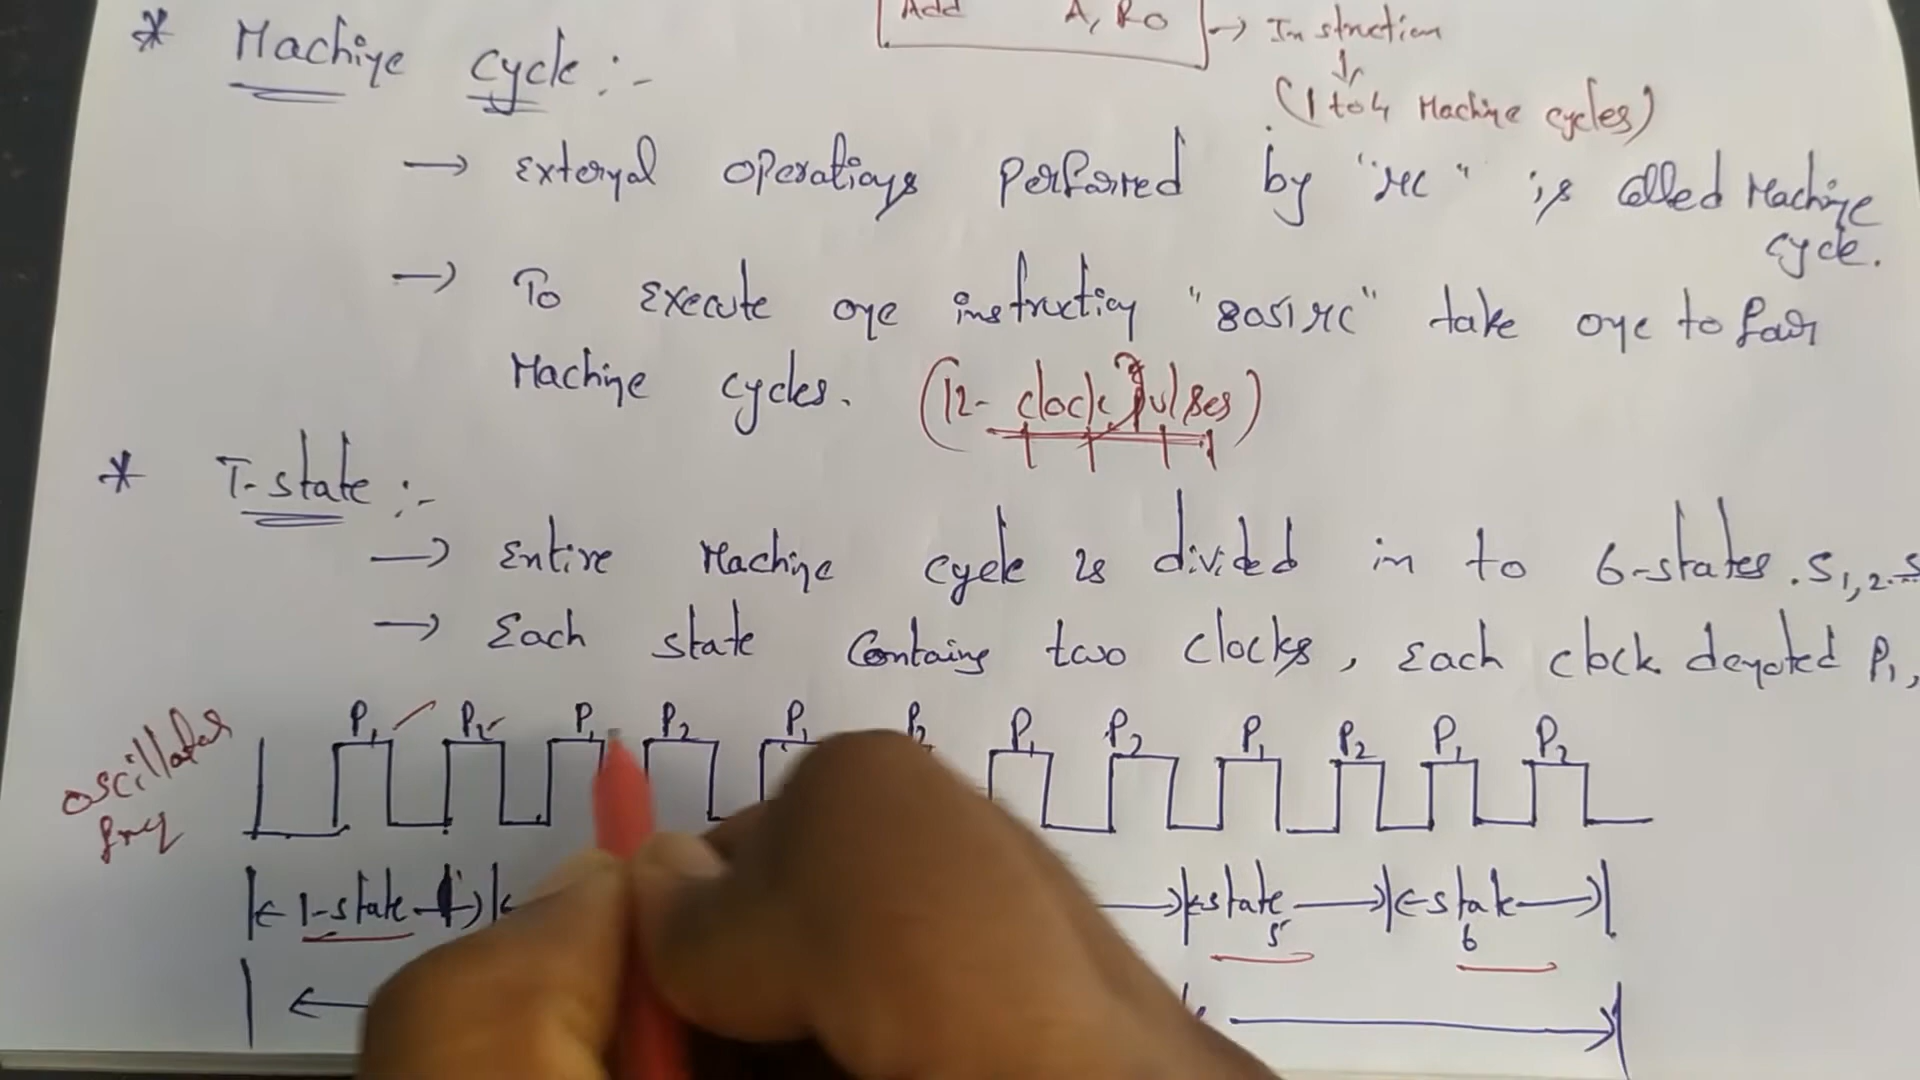 Add A, R0 → Instruction
* Machine Cycle :-
(1 to 4 Machine cycles)
→ External operations performed by "μc" is called Machine
cycle.
→ To Execute one instruction "8051 μc" take one to four
Machine cycles. (12- clock pulses)
* T-state :-
→ Entire Machine cycle is divided in to 6-states. S1,2..S
→ Each state Contains two clocks, Each clock denoted P1,
P1 P2 P1 P2 P1 P2 P1 P2 P1 P2 P1 P2
oscillator
freq
1-state state 5 state 6